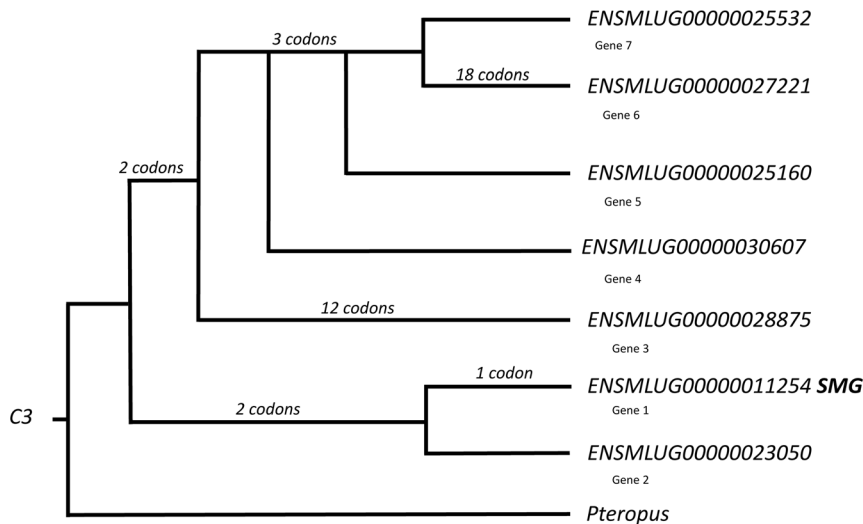 ENSMLUG00000025532
3 codons
Gene 7
18 codons
ENSMLUG00000027221
Gene 6
2 codons
ENSMLUG00000025160
Gene 5
ENSMLUG00000030607
Gene 4
12 codons
ENSMLUG00000028875
Gene 3
1 codon
ENSMLUG00000011254 SMG
Gene 1
2 codons
C3
ENSMLUG00000023050
Gene 2
Pteropus